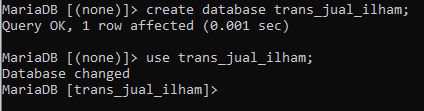 MariaDB [(none)]> create database trans_jual_ilham;
Query OK, 1 row affected (0.001 sec)
MariaDB [(none)]> use trans_jual_ilham;
Database changed
MariaDB [trans_jual_ilham]>